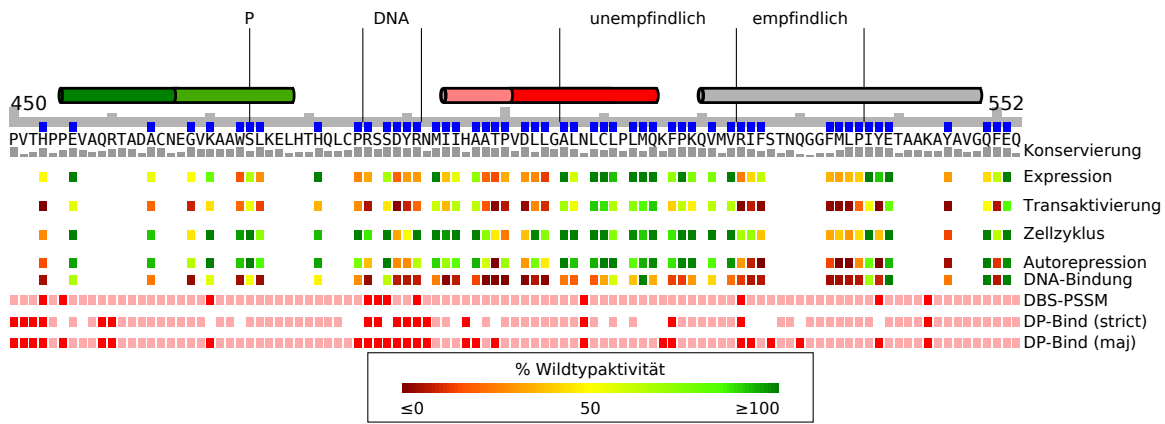 P DNA unempfindlich empfindlich
450 552
PVTHPPEVAQRTADACNEGVKAAWSLKELHTHQLCPRSSDYRNMIIHAATPVDLLGALNLCLPLMQKFPKQVMVRIFSTNQGGFMLPIYETAAKAYAVGQFEQ
Konservierung
Expression
Transaktivierung
Zellzyklus
Autorepression
DNA-Bindung
DBS-PSSM
DP-Bind (strict)
DP-Bind (maj)
% Wildtypaktivität
≤0 50 ≥100